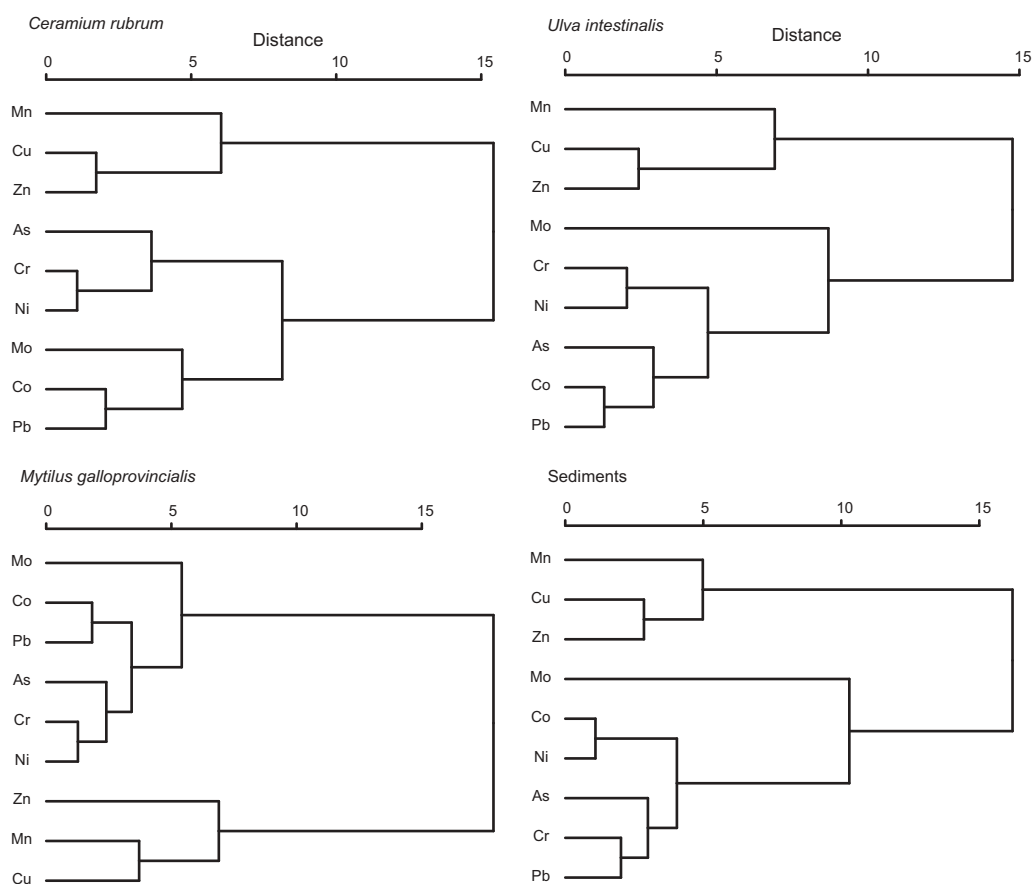 Ceramium rubrum
Distance
0 5 10 15
Mn
Cu
Zn
As
Cr
Ni
Mo
Co
Pb
Ulva intestinalis
Distance
0 5 10 15
Mn
Cu
Zn
Mo
Cr
Ni
As
Co
Pb
Mytilus galloprovincialis
0 5 10 15
Mo
Co
Pb
As
Cr
Ni
Zn
Mn
Cu
Sediments
0 5 10 15
Mn
Cu
Zn
Mo
Co
Ni
As
Cr
Pb